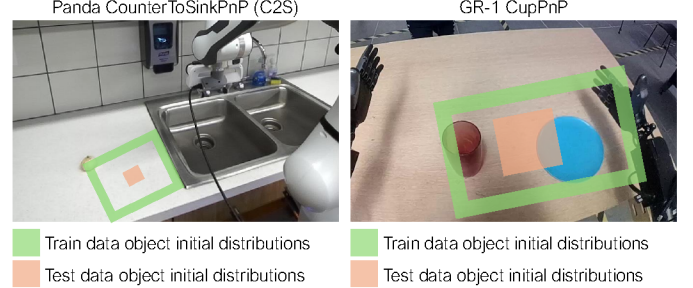 Panda CounterToSinkPnP (C2S)
GR-1 CupPnP
Train data object initial distributions
Test data object initial distributions
Train data object initial distributions
Test data object initial distributions